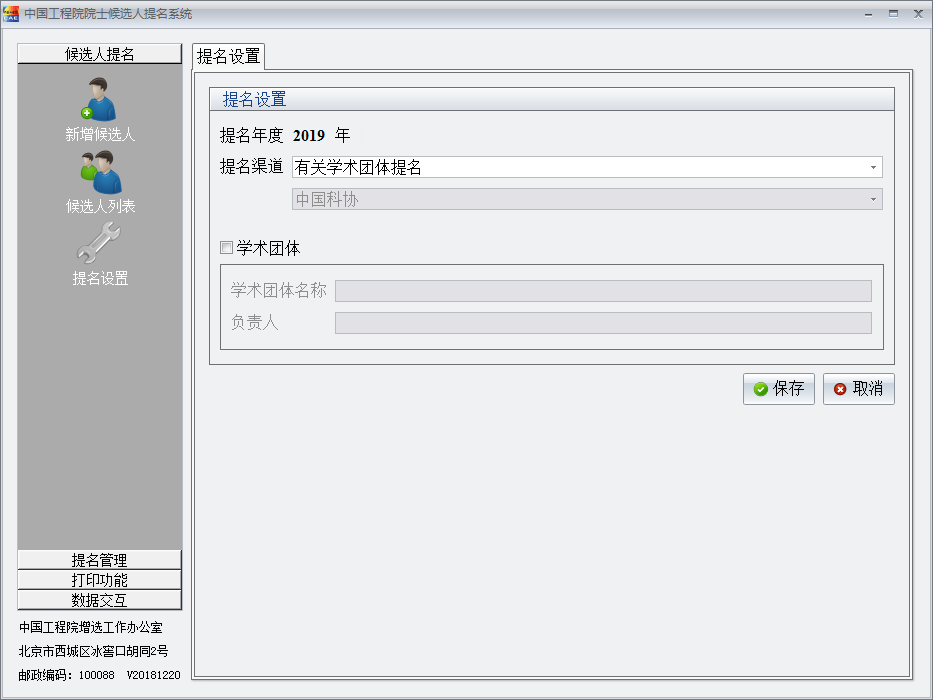 中国工程院院士候选人提名系统
候选人提名
新增候选人
候选人列表
提名设置
提名管理
打印功能
数据交互
中国工程院增选工作办公室
北京市西城区冰窖口胡同2号
邮政编码：100088 V20181220
提名设置
提名设置
提名年度 2019 年
提名渠道 有关学术团体提名
中国科协
学术团体
学术团体名称
负责人
保存 取消